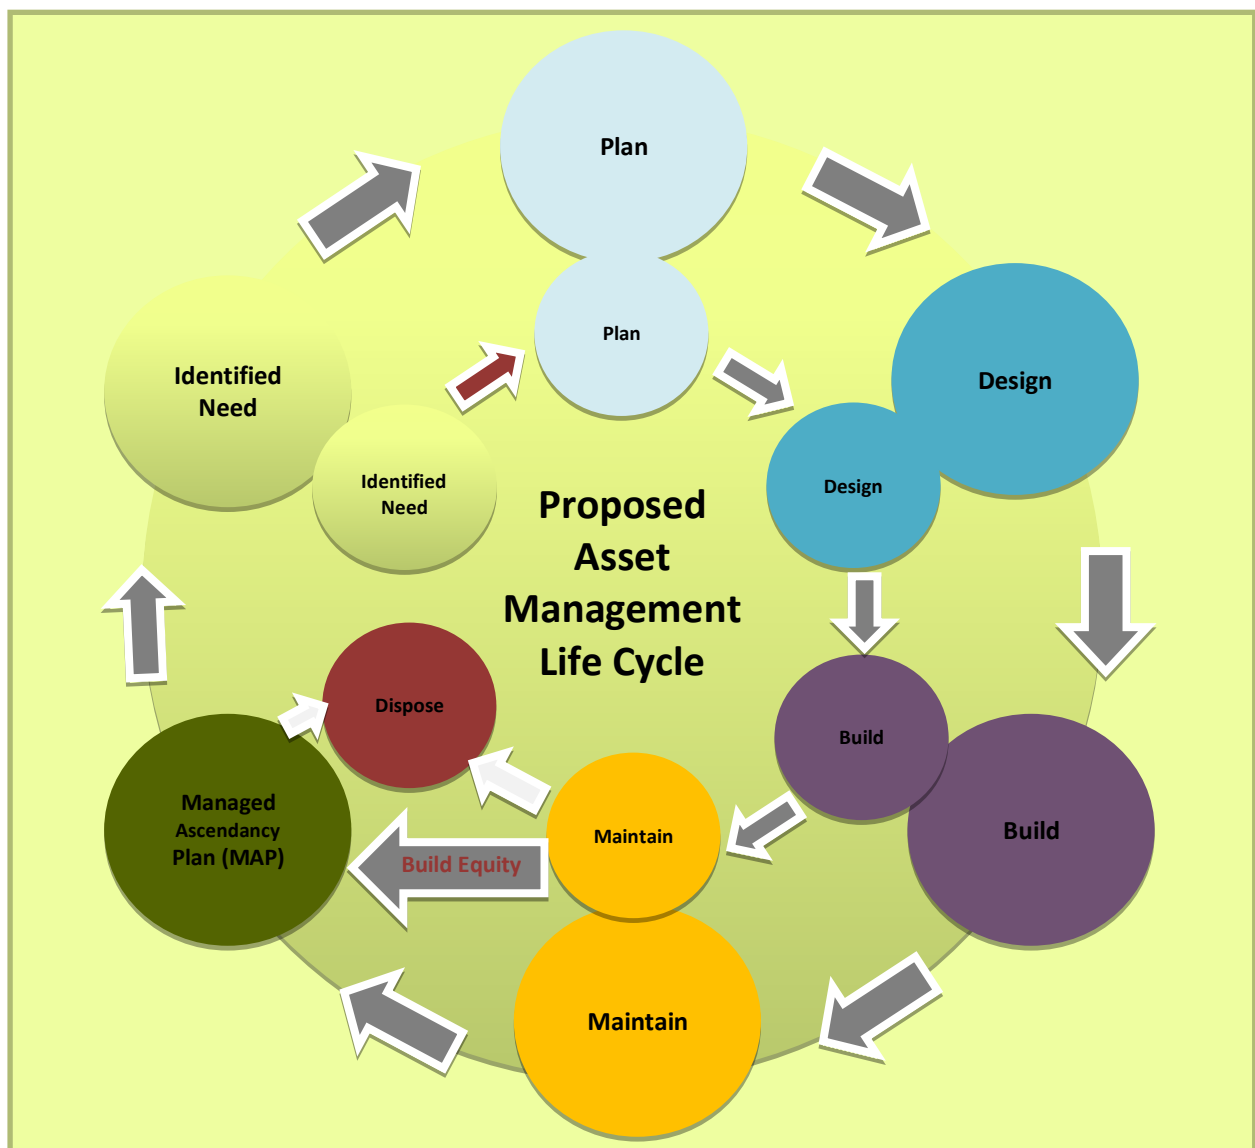 Plan
Plan
Identified
Need
Design
Identified
Need
Design
Proposed
Asset
Management
Life Cycle
Dispose
Build
Managed
Ascendancy
Plan (MAP)
Build Equity
Maintain
Build
Maintain